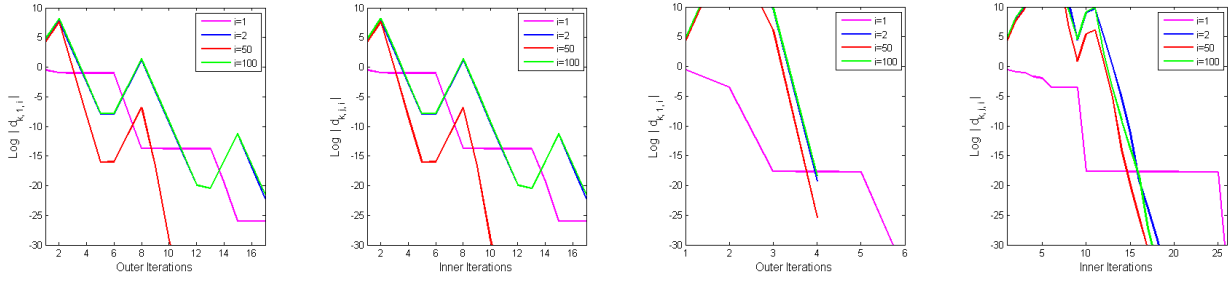 10
5
0
-5
-10
-15
-20
-25
-30
Log | d_{k,1,i}|
2 4 6 8 10 12 14 16
Outer Iterations
i=1
i=2
i=50
i=100
10
5
0
-5
-10
-15
-20
-25
-30
Log | d_{k,j,i}|
2 4 6 8 10 12 14 16
Inner Iterations
i=1
i=2
i=50
i=100
10
5
0
-5
-10
-15
-20
-25
-30
Log | d_{k,1,i}|
1 2 3 4 5 6
Outer Iterations
i=1
i=2
i=50
i=100
10
5
0
-5
-10
-15
-20
-25
-30
Log | d_{k,j,i}|
5 10 15 20 25
Inner Iterations
i=1
i=2
i=50
i=100